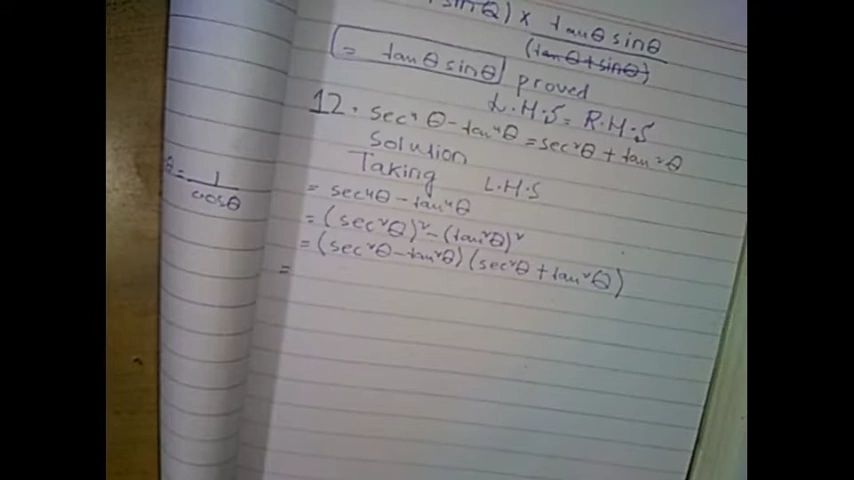 sinθ) × tanθ sinθ / (tanθ + sinθ)
= tanθ sinθ proved
L.H.S = R.H.S
12. sec⁴θ - tan⁴θ = sec²θ + tan²θ
Solution
Taking L.H.S
θ = 1 / cosθ
= sec⁴θ - tan⁴θ
= (sec²θ)² - (tan²θ)²
= (sec²θ - tan²θ) (sec²θ + tan²θ)
=